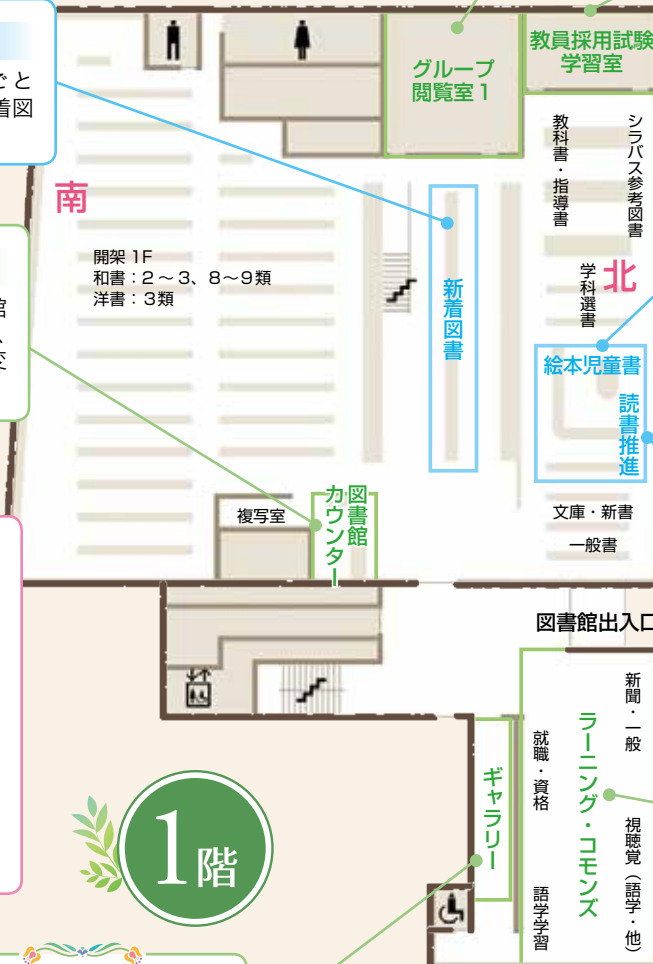 ごと
着図
グループ
閲覧室1
教員採用試験
学習室
教科書・指導書
シラバス参考図書
南
開架 1F
和書：2～3、8～9類
洋書：3類
新着図書
学科選書
北
館
、
変
絵本児童書
読書推進
文庫・新書
一般書
複写室
図書館
カウンター
図書館出入口
新聞・一般
ラーニング・コモンズ
就職・資格
ギャラリー
視聴覚（語学・他）
語学学習
1階